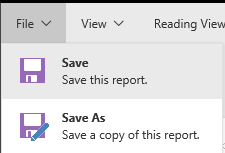 File View Reading View
Save
Save this report.
Save As
Save a copy of this report.